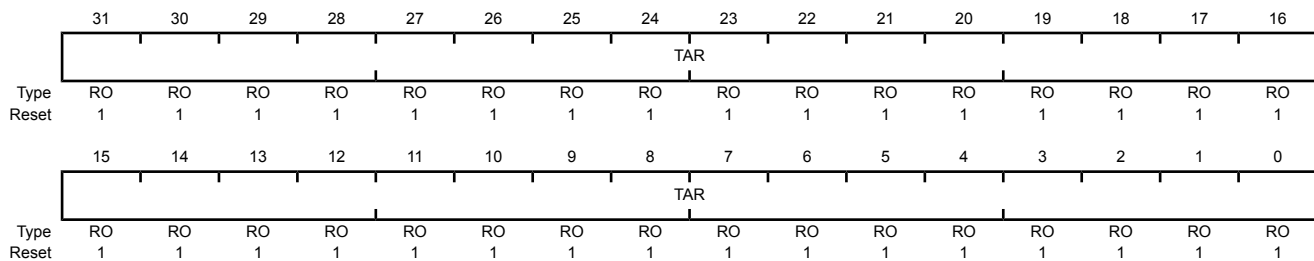 31 30 29 28 27 26 25 24 23 22 21 20 19 18 17 16
TAR
Type RO RO RO RO RO RO RO RO RO RO RO RO RO RO RO RO
Reset 1 1 1 1 1 1 1 1 1 1 1 1 1 1 1 1
15 14 13 12 11 10 9 8 7 6 5 4 3 2 1 0
TAR
Type RO RO RO RO RO RO RO RO RO RO RO RO RO RO RO RO
Reset 1 1 1 1 1 1 1 1 1 1 1 1 1 1 1 1